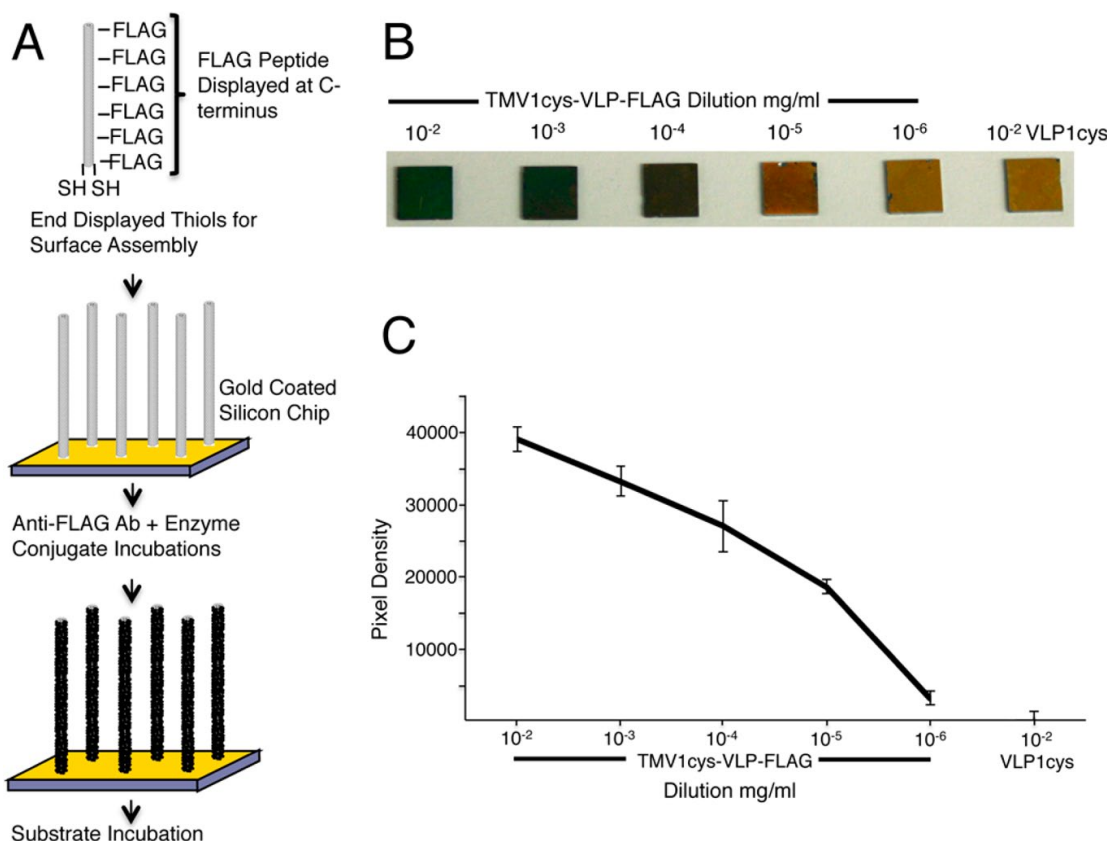 A
–FLAG
–FLAG
–FLAG
–FLAG
–FLAG
–FLAG
FLAG Peptide
Displayed at C-
terminus
SH SH
End Displayed Thiols for
Surface Assembly
Gold Coated
Silicon Chip
Anti-FLAG Ab + Enzyme
Conjugate Incubations
Substrate Incubation
B
TMV1cys-VLP-FLAG Dilution mg/ml
10⁻² 10⁻³ 10⁻⁴ 10⁻⁵ 10⁻⁶ 10⁻² VLP1cys
C
Pixel Density
40000
30000
20000
10000
10⁻² 10⁻³ 10⁻⁴ 10⁻⁵ 10⁻⁶ 10⁻²
TMV1cys-VLP-FLAG VLP1cys
Dilution mg/ml